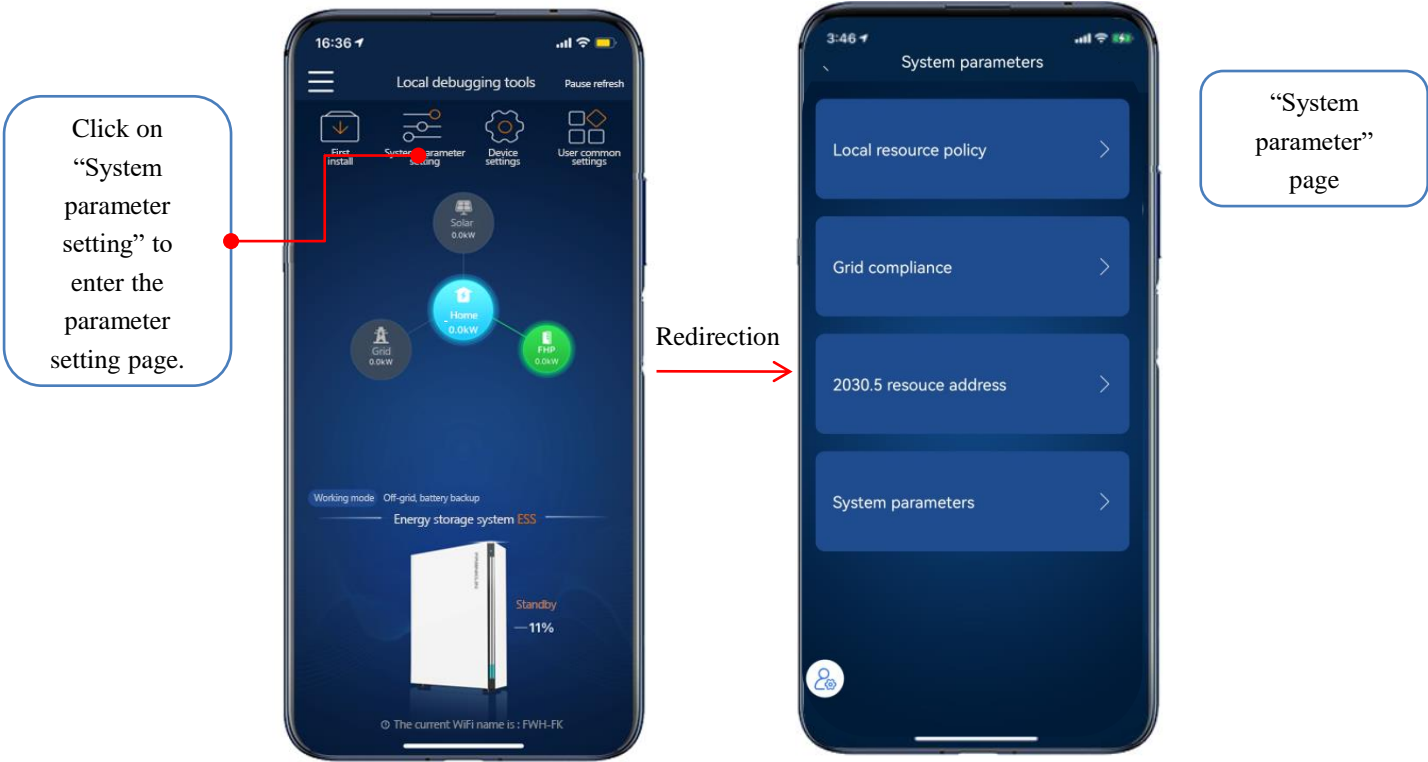 Click on
“System
parameter
setting” to
enter the
parameter
setting page.
16:36
Local debugging tools
Pause refresh
First
install
System parameter
setting
Device
settings
User common
settings
Solar
0.0kW
Home
0.0kW
Grid
0.0kW
FHP
0.0kW
Working mode
Off-grid, battery backup
Energy storage system ESS
Standby
11%
The current WiFi name is : FWH-FK
Redirection
3:46
System parameters
Local resource policy
Grid compliance
2030.5 resouce address
System parameters
“System
parameter”
page